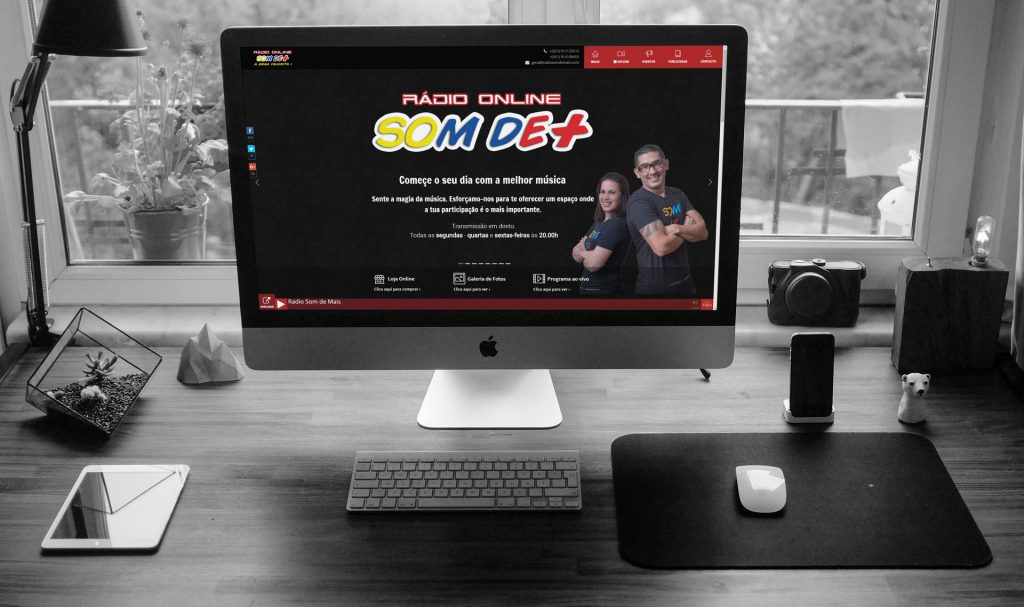 RÁDIO ONLINE
SOM DE+
INICIO
OFFLINE
EVENTOS
PUBLICIDADE
CONTACTO
RÁDIO ONLINE
SOM DE+
Começe o seu dia com a melhor música
Sente a magia da música. Esforçamo-nos para te oferecer um espaço onde
a tua participação é o mais importante.
Transmissão em direto.
Todas as segundas - quartas e sextas-feiras às 20.00h
SOM
Loja Online
Clica aqui para comprar ›
Galeria de Fotos
Clica aqui para ver ›
Programa ao vivo
Clica aqui para ver ›
Radio Som de Mais